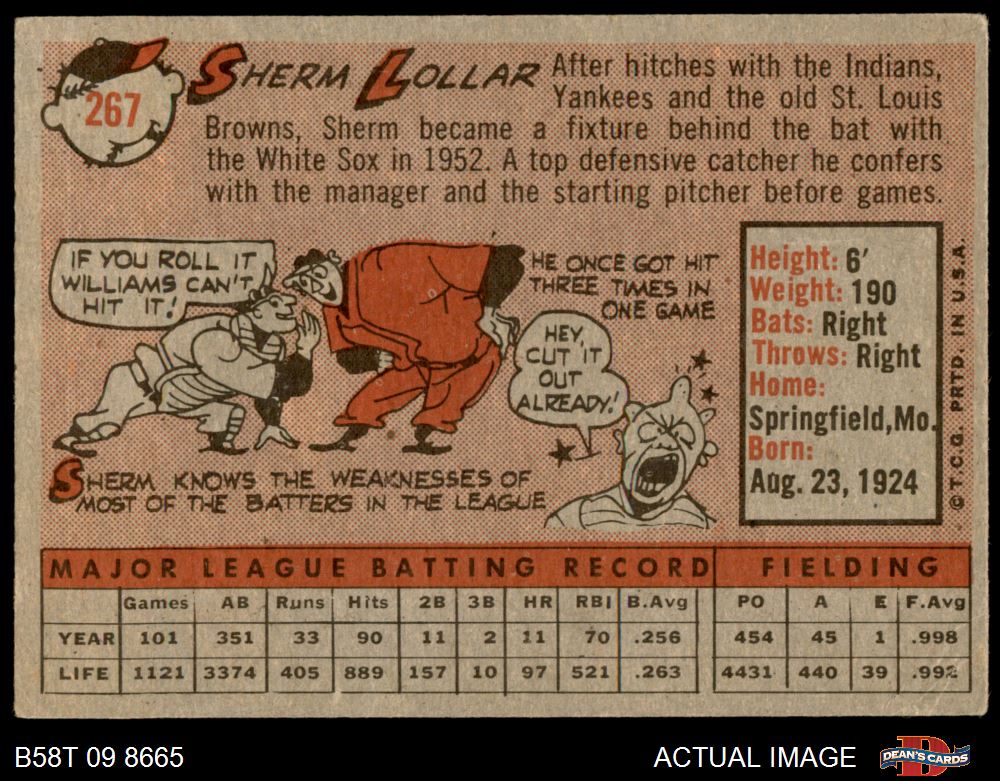 267
SHERM LOLLAR
After hitches with the Indians,
Yankees and the old St. Louis
Browns, Sherm became a fixture behind the bat with
the White Sox in 1952. A top defensive catcher he confers
with the manager and the starting pitcher before games.
IF YOU ROLL IT
WILLIAMS CAN'T
HIT IT!
HE ONCE GOT HIT
THREE TIMES IN
ONE GAME
HEY,
CUT IT
OUT
ALREADY!
SHERM KNOWS THE WEAKNESSES OF
MOST OF THE BATTERS IN THE LEAGUE
Height: 6'
Weight: 190
Bats: Right
Throws: Right
Home:
Springfield, Mo.
Born:
Aug. 23, 1924
© T.C.G. PRTD. IN U.S.A
MAJOR LEAGUE BATTING RECORD FIELDING
Games AB Runs Hits 2B 3B HR RBI B.Avg PO A E F.Avg
YEAR 101 351 33 90 11 2 11 70 .256 454 45 1 .998
LIFE 1121 3374 405 889 157 10 97 521 .263 4431 440 39 .992
B58T 09 8665
ACTUAL IMAGE
DEAN'S CARDS